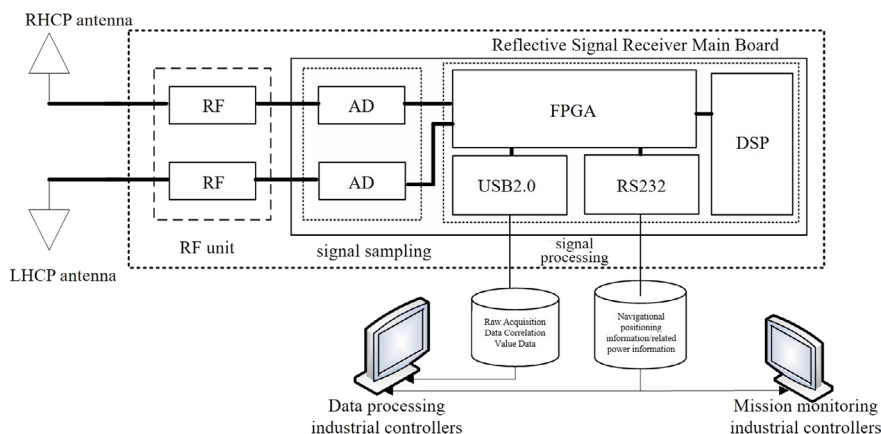 RHCP antenna
Reflective Signal Receiver Main Board
RF
AD
FPGA
DSP
RF
AD
USB2.0
RS232
RF unit
signal sampling
signal
processing
LHCP antenna
Raw Acquisition
Data Correlation
Value Data
Navigational
positioning
information/related
power information
Data processing
industrial controllers
Mission monitoring
industrial controllers